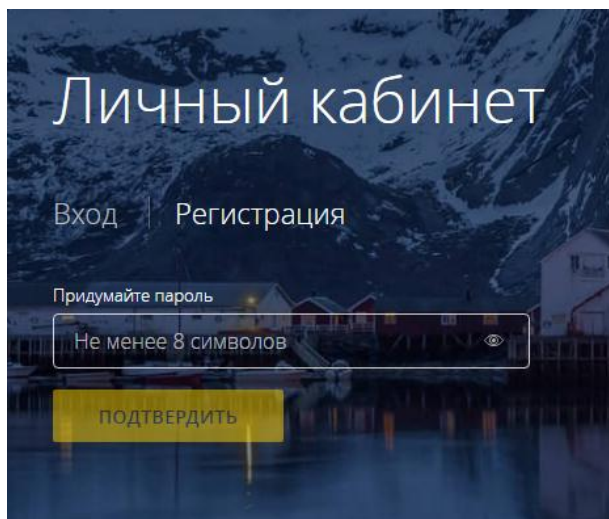 Личный кабинет
Вход | Регистрация
Придумайте пароль
Не менее 8 символов
ПОДТВЕРДИТЬ